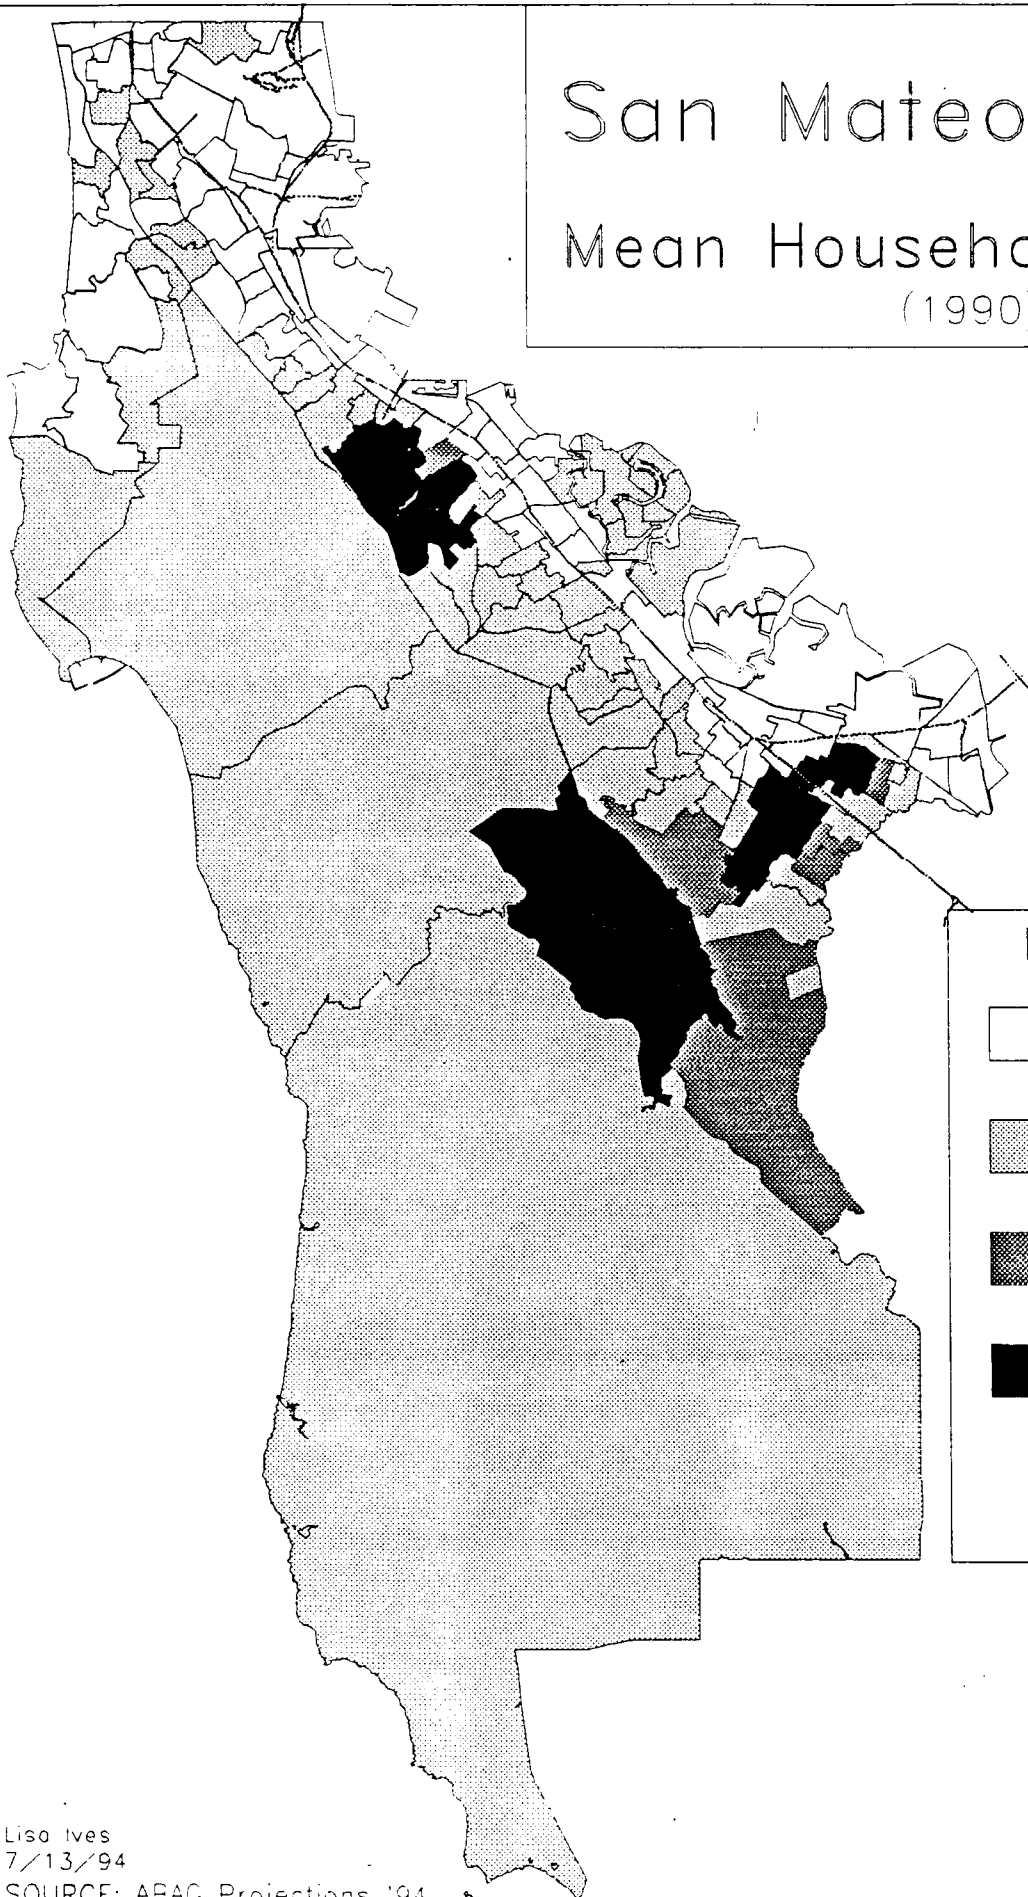 San Mateo
Mean Househo
(1990)
Lisa Ives
7/13/94
SOURCE: ABAG Projections '94